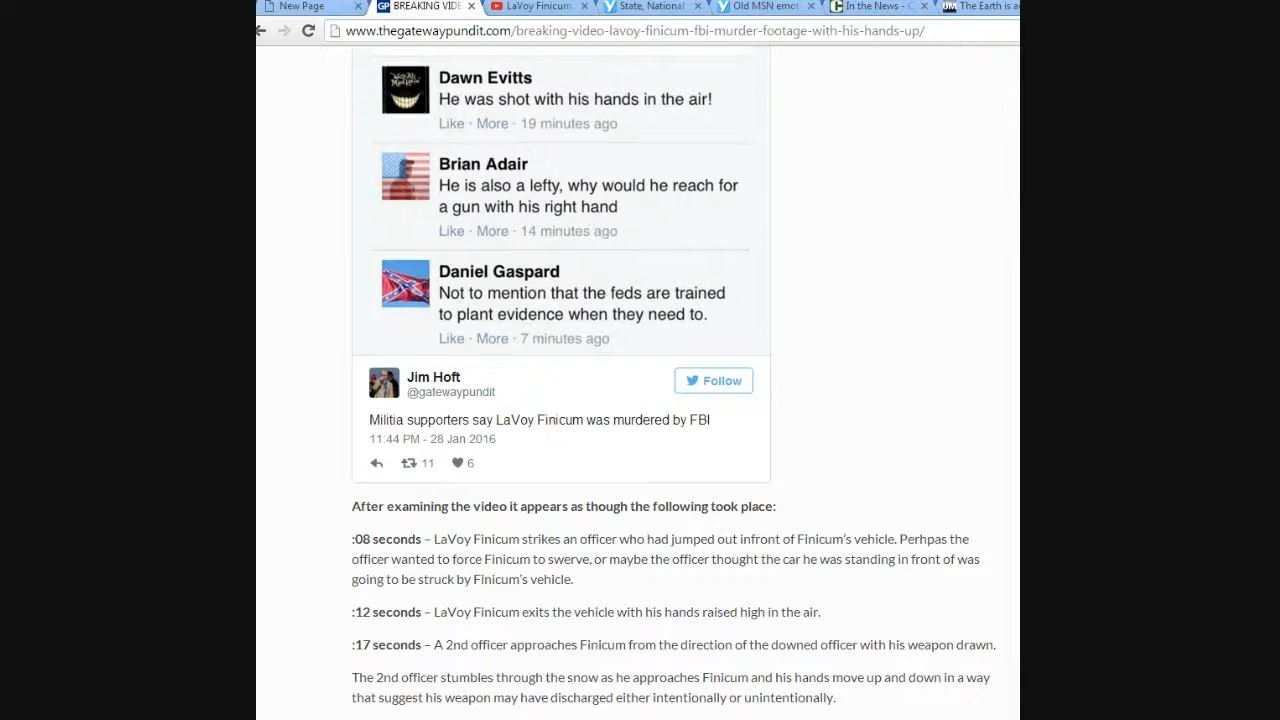 New Page
BREAKING VIDE
LaVoy Finicum
State, National
Old MSN emot
In the News - C
The Earth is a
www.thegatewaypundit.com/breaking-video-lavoy-finicum-fbi-murder-footage-with-his-hands-up/
Dawn Evitts
He was shot with his hands in the air!
Like · More · 19 minutes ago
Brian Adair
He is also a lefty, why would he reach for
a gun with his right hand
Like · More · 14 minutes ago
Daniel Gaspard
Not to mention that the feds are trained
to plant evidence when they need to.
Like · More · 7 minutes ago
Jim Hoft
@gatewaypundit
Follow
Militia supporters say LaVoy Finicum was murdered by FBI
11:44 PM - 28 Jan 2016
11 6
After examining the video it appears as though the following took place:
:08 seconds – LaVoy Finicum strikes an officer who had jumped out infront of Finicum's vehicle. Perhpas the
officer wanted to force Finicum to swerve, or maybe the officer thought the car he was standing in front of was
going to be struck by Finicum's vehicle.
:12 seconds – LaVoy Finicum exits the vehicle with his hands raised high in the air.
:17 seconds – A 2nd officer approaches Finicum from the direction of the downed officer with his weapon drawn.
The 2nd officer stumbles through the snow as he approaches Finicum and his hands move up and down in a way
that suggest his weapon may have discharged either intentionally or unintentionally.